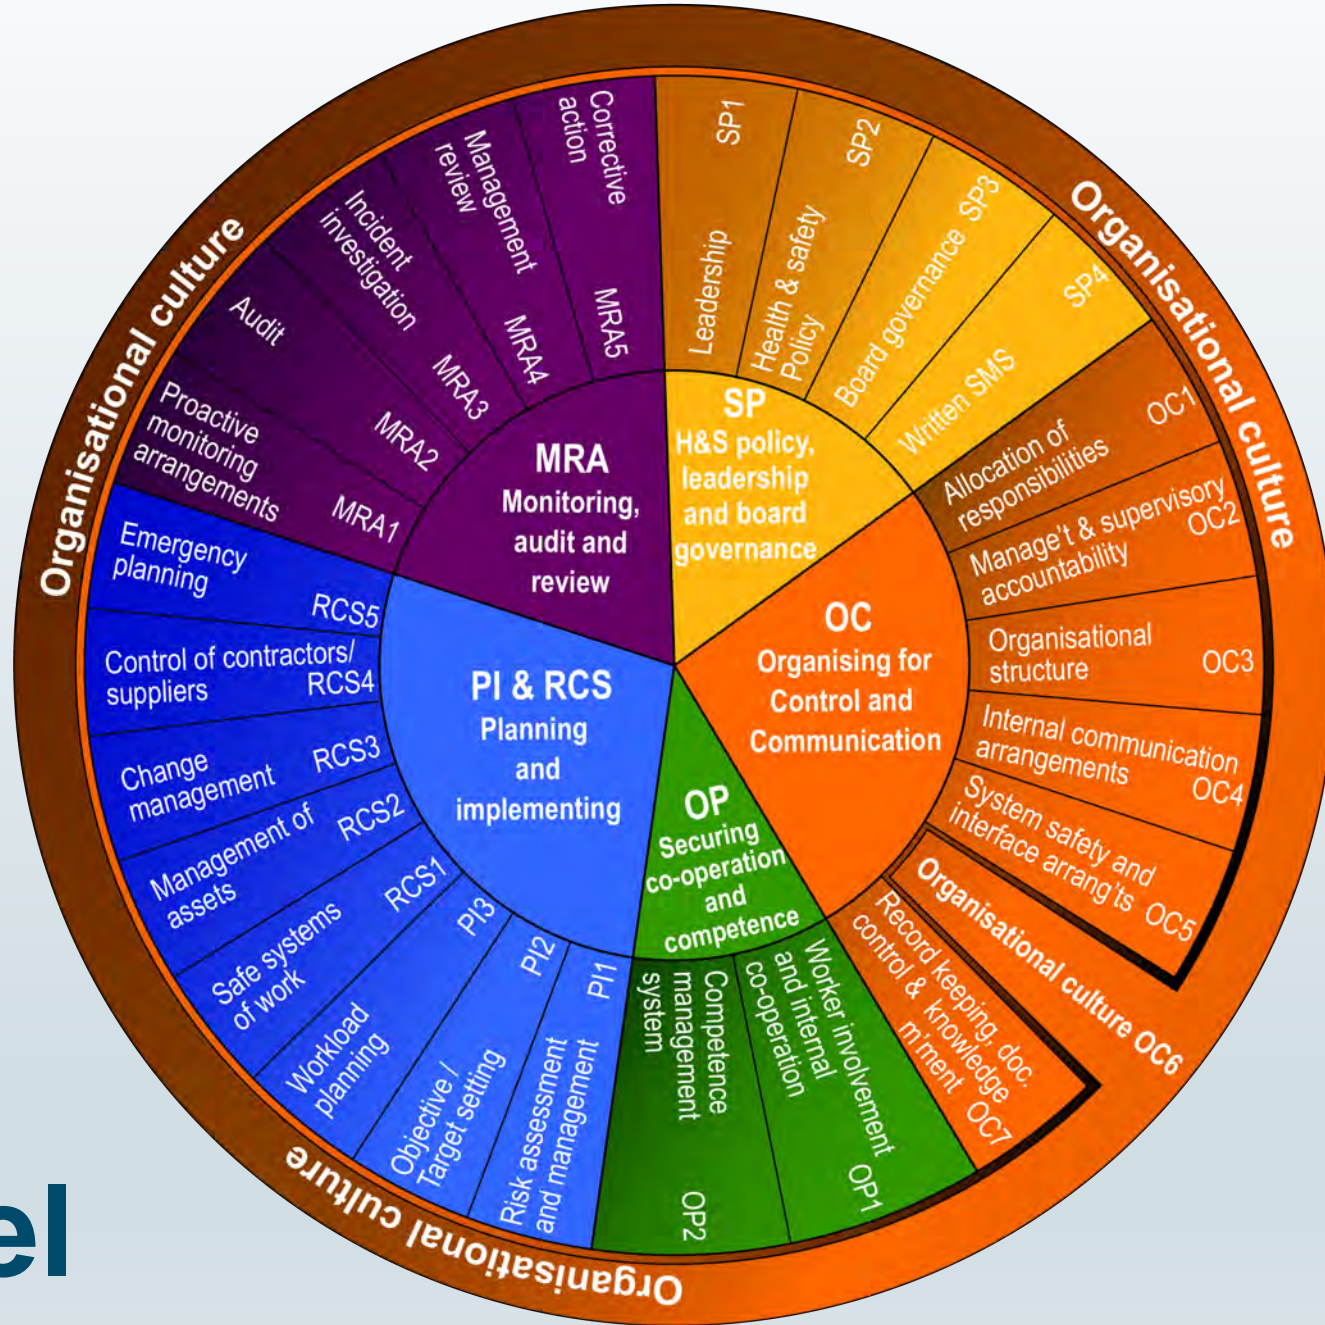 Organisational culture
Organisational culture
Organisational culture
SP
H&S policy,
leadership
and board
governance
SP1
Leadership
SP2
Health & safety
Policy
Board governance SP3
SP4
Written SMS
OC
Organising for
Control and
Communication
Allocation of
responsibilities
OC1
Manage't & supervisory
accountability
OC2
Organisational
structure
OC3
Internal communication
arrangements
OC4
System safety and
interface arrang'ts OC5
Organisational culture OC6
Record keeping, doc.
control & knowledge
m'ment OC7
OP
Securing
co-operation
and
competence
Worker involvement
and internal
co-operation
OP1
Competence
management
system
OP2
PI & RCS
Planning
and
implementing
PI1
Risk assessment
and management
PI2
Objective /
Target setting
PI3
Workload
planning
RCS1
Safe systems
of work
RCS2
Management of
assets
RCS3
Change
management
Control of contractors/
suppliers
RCS4
Emergency
planning
RCS5
MRA
Monitoring,
audit and
review
Proactive
monitoring
arrangements
MRA1
Audit
MRA2
Incident
investigation
MRA3
Management
review
MRA4
Corrective
action
MRA5
el